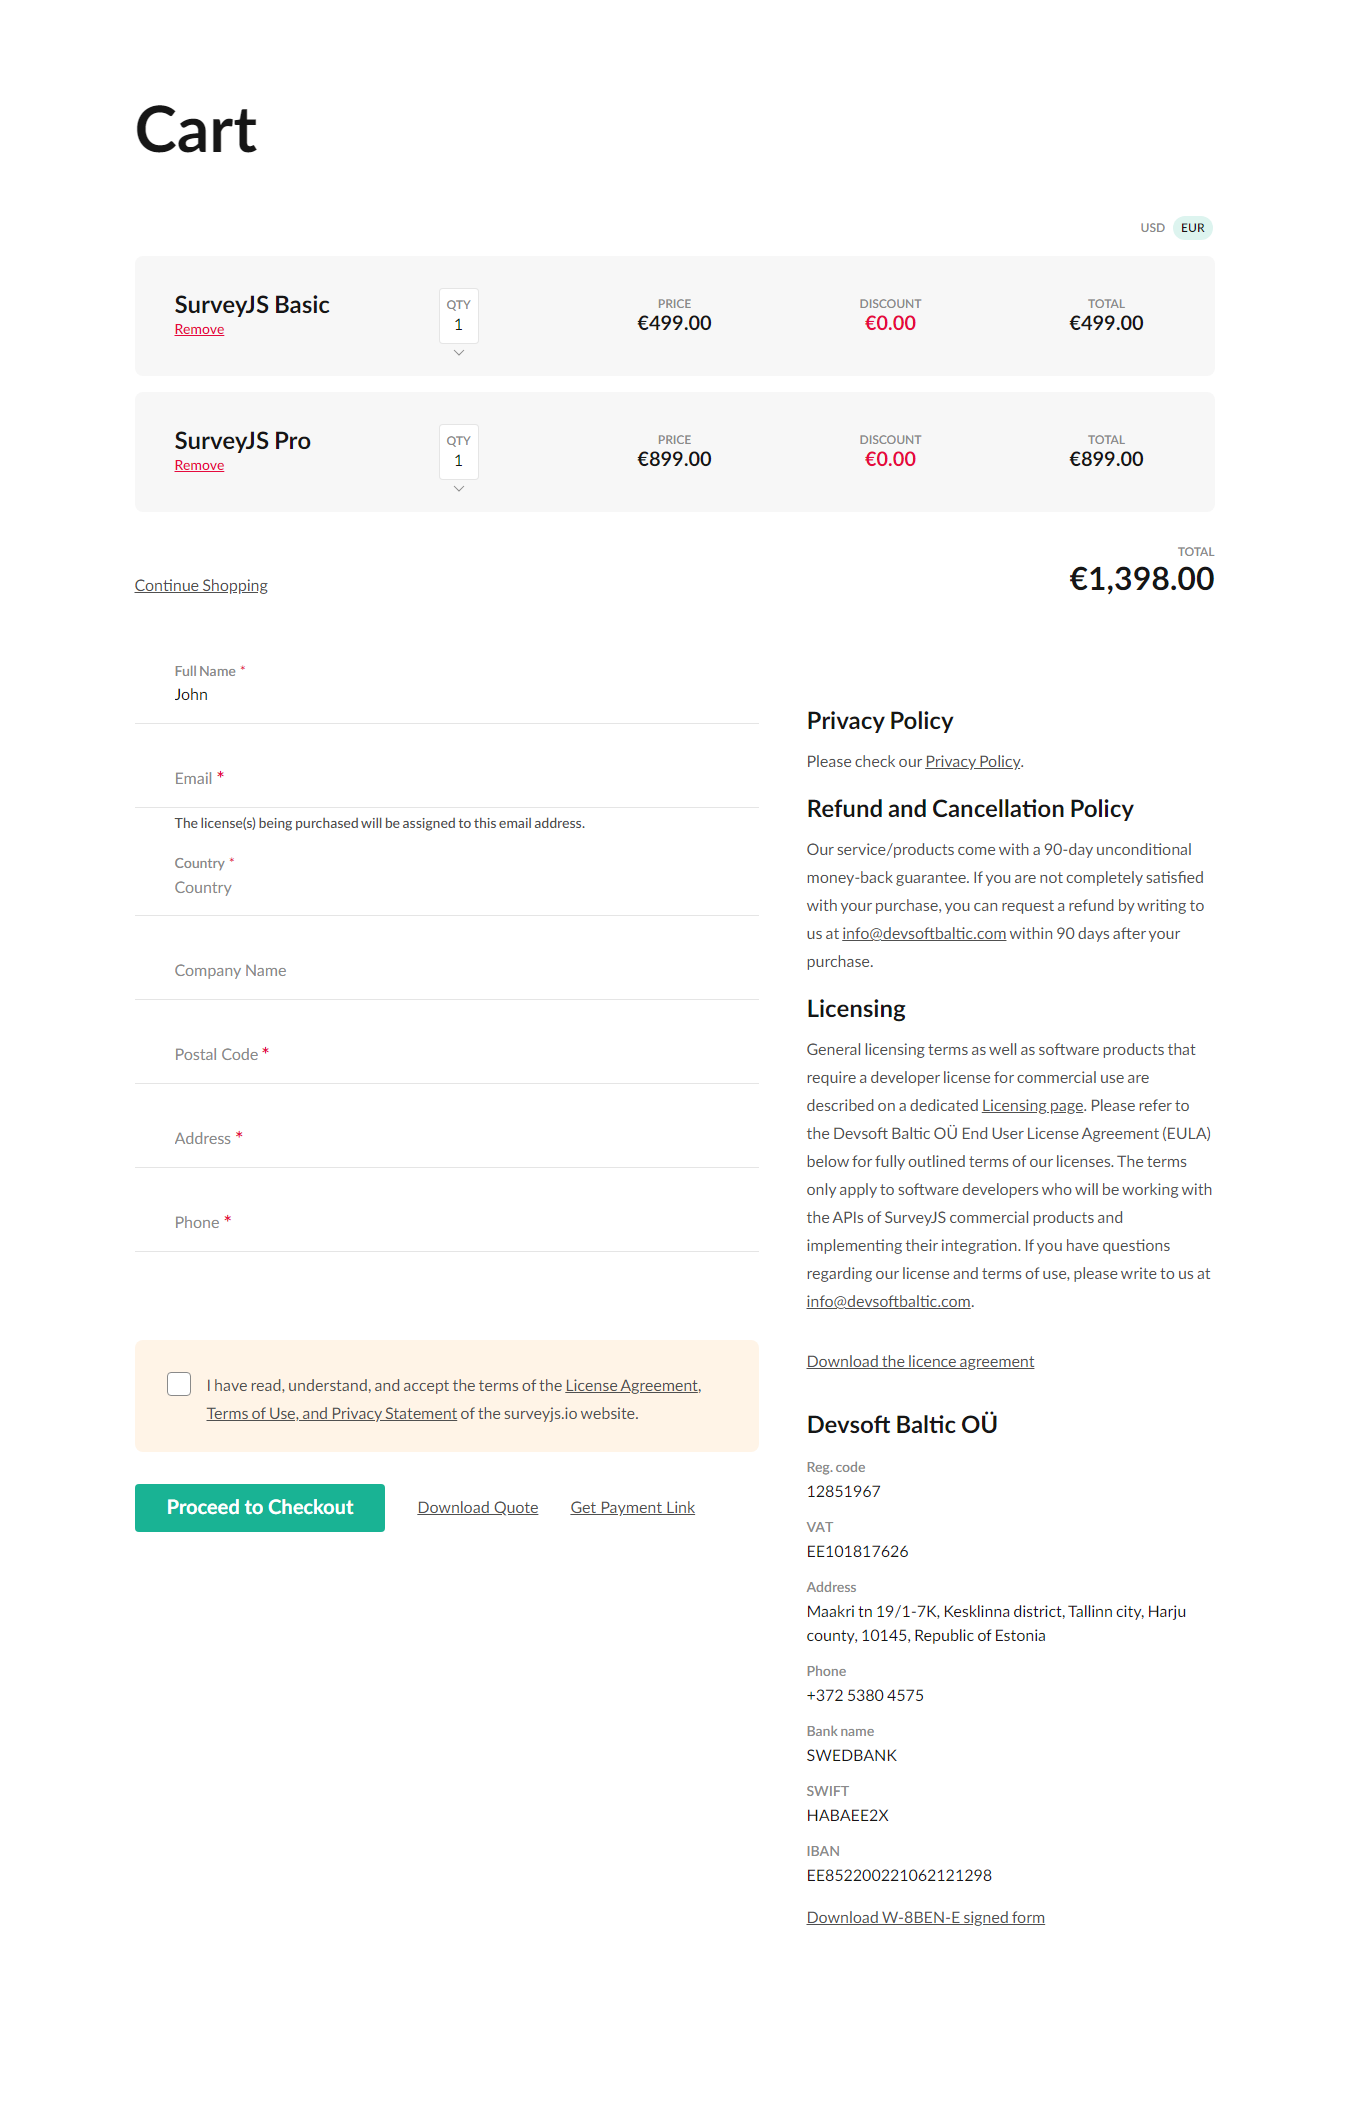 Cart
USD EUR
SurveyJS Basic
Remove
QTY
1
PRICE
€499.00
DISCOUNT
€0.00
TOTAL
€499.00
SurveyJS Pro
Remove
QTY
1
PRICE
€899.00
DISCOUNT
€0.00
TOTAL
€899.00
Continue Shopping
TOTAL
€1,398.00
Full Name *
John
Email *
The license(s) being purchased will be assigned to this email address.
Country *
Country
Company Name
Postal Code *
Address *
Phone *
I have read, understand, and accept the terms of the License Agreement,
Terms of Use, and Privacy Statement of the surveyjs.io website.
Proceed to Checkout
Download Quote
Get Payment Link
Privacy Policy
Please check our Privacy Policy.
Refund and Cancellation Policy
Our service/products come with a 90-day unconditional
money-back guarantee. If you are not completely satisfied
with your purchase, you can request a refund by writing to
us at info@devsoftbaltic.com within 90 days after your
purchase.
Licensing
General licensing terms as well as software products that
require a developer license for commercial use are
described on a dedicated Licensing page. Please refer to
the Devsoft Baltic OÜ End User License Agreement (EULA)
below for fully outlined terms of our licenses. The terms
only apply to software developers who will be working with
the APIs of SurveyJS commercial products and
implementing their integration. If you have questions
regarding our license and terms of use, please write to us at
info@devsoftbaltic.com.
Download the licence agreement
Devsoft Baltic OÜ
Reg. code
12851967
VAT
EE101817626
Address
Maakri tn 19/1-7K, Kesklinna district, Tallinn city, Harju
county, 10145, Republic of Estonia
Phone
+372 5380 4575
Bank name
SWEDBANK
SWIFT
HABAEE2X
IBAN
EE852200221062121298
Download W-8BEN-E signed form